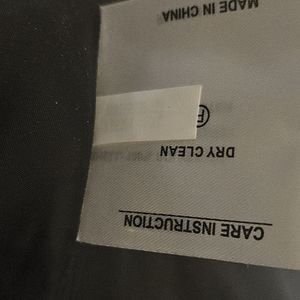 CARE INSTRUCTION
DRY CLEAN
F
MADE IN CHINA